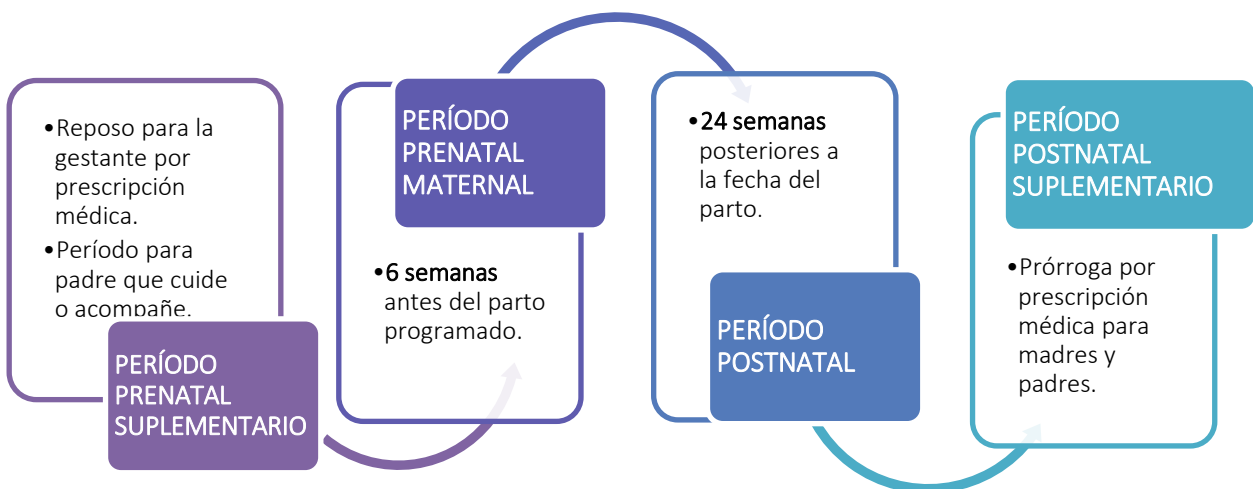 •Reposo para la
gestante por
prescripción
médica.
•Período para
padre que cuide
o acompañe.
PERÍODO
PRENATAL
SUPLEMENTARIO
PERÍODO
PRENATAL
MATERNAL
•6 semanas
antes del parto
programado.
•24 semanas
posteriores a
la fecha del
parto.
PERÍODO
POSTNATAL
PERÍODO
POSTNATAL
SUPLEMENTARIO
•Prórroga por
prescripción
médica para
madres y
padres.